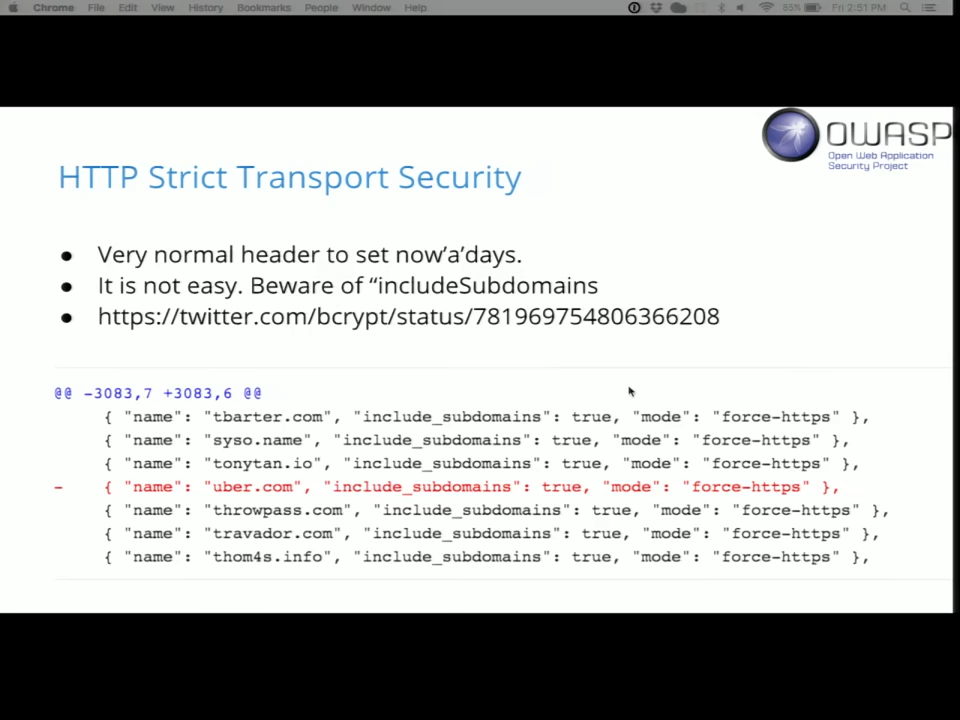 Chrome File Edit View History Bookmarks People Window Help 55% Fri 2:51 PM
OWASP
Open Web Application
Security Project
HTTP Strict Transport Security
● Very normal header to set now'a'days.
● It is not easy. Beware of “includeSubdomains
● https://twitter.com/bcrypt/status/781969754806366208
@@ -3083,7 +3083,6 @@
{ "name": "tbarter.com", "include_subdomains": true, "mode": "force-https" },
{ "name": "syso.name", "include_subdomains": true, "mode": "force-https" },
{ "name": "tonytan.io", "include_subdomains": true, "mode": "force-https" },
- { "name": "uber.com", "include_subdomains": true, "mode": "force-https" },
{ "name": "throwpass.com", "include_subdomains": true, "mode": "force-https" },
{ "name": "travador.com", "include_subdomains": true, "mode": "force-https" },
{ "name": "thom4s.info", "include_subdomains": true, "mode": "force-https" },